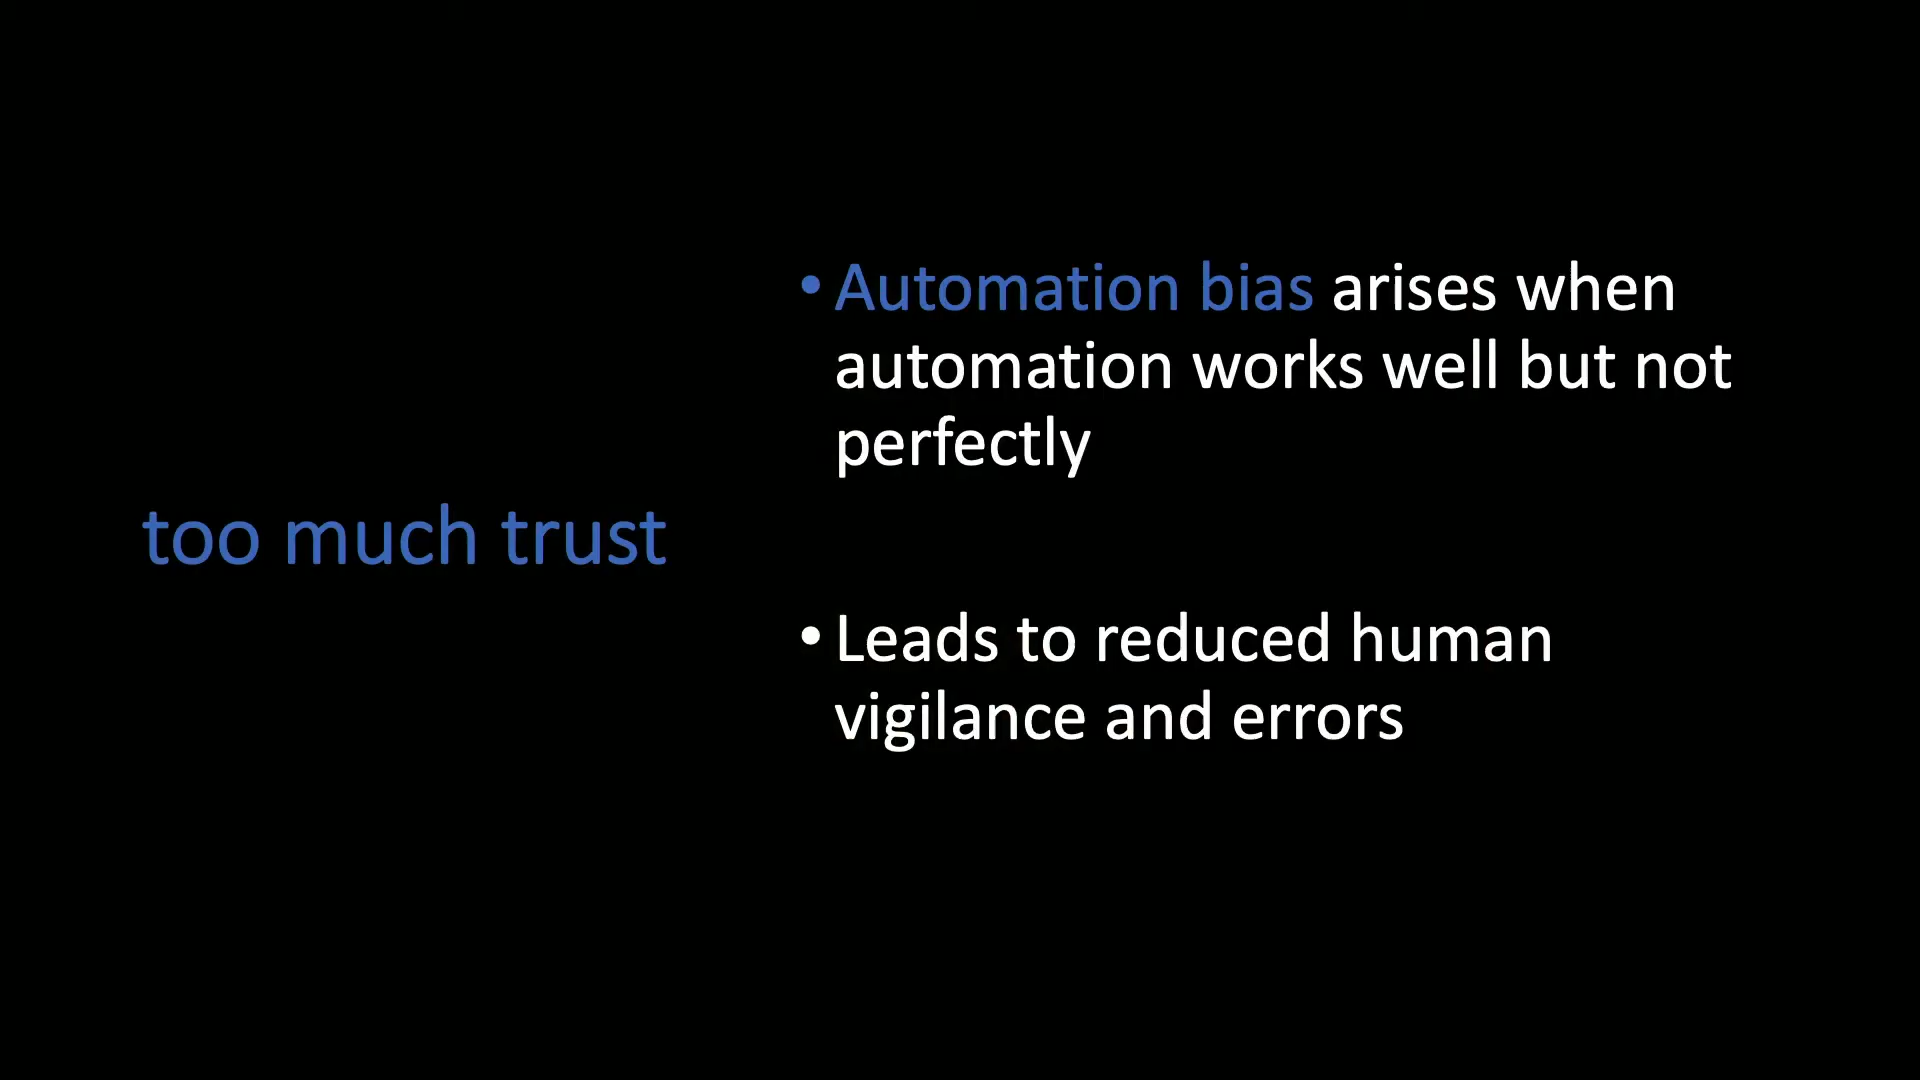 too much trust
• Automation bias arises when
automation works well but not
perfectly
• Leads to reduced human
vigilance and errors